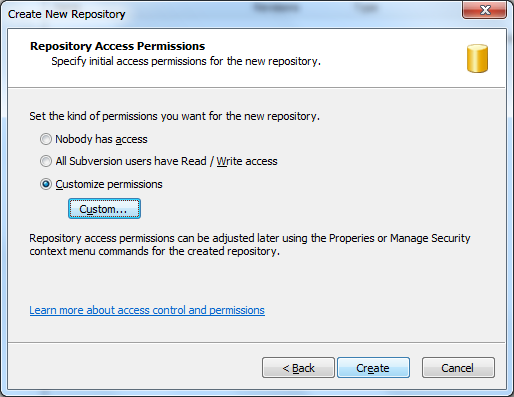 Create New Repository
Repository Access Permissions
Specify initial access permissions for the new repository.
Set the kind of permissions you want for the new repository.
Nobody has access
All Subversion users have Read / Write access
Customize permissions
Custom...
Repository access permissions can be adjusted later using the Properies or Manage Security
context menu commands for the created repository.
Learn more about access control and permissions
< Back
Create
Cancel